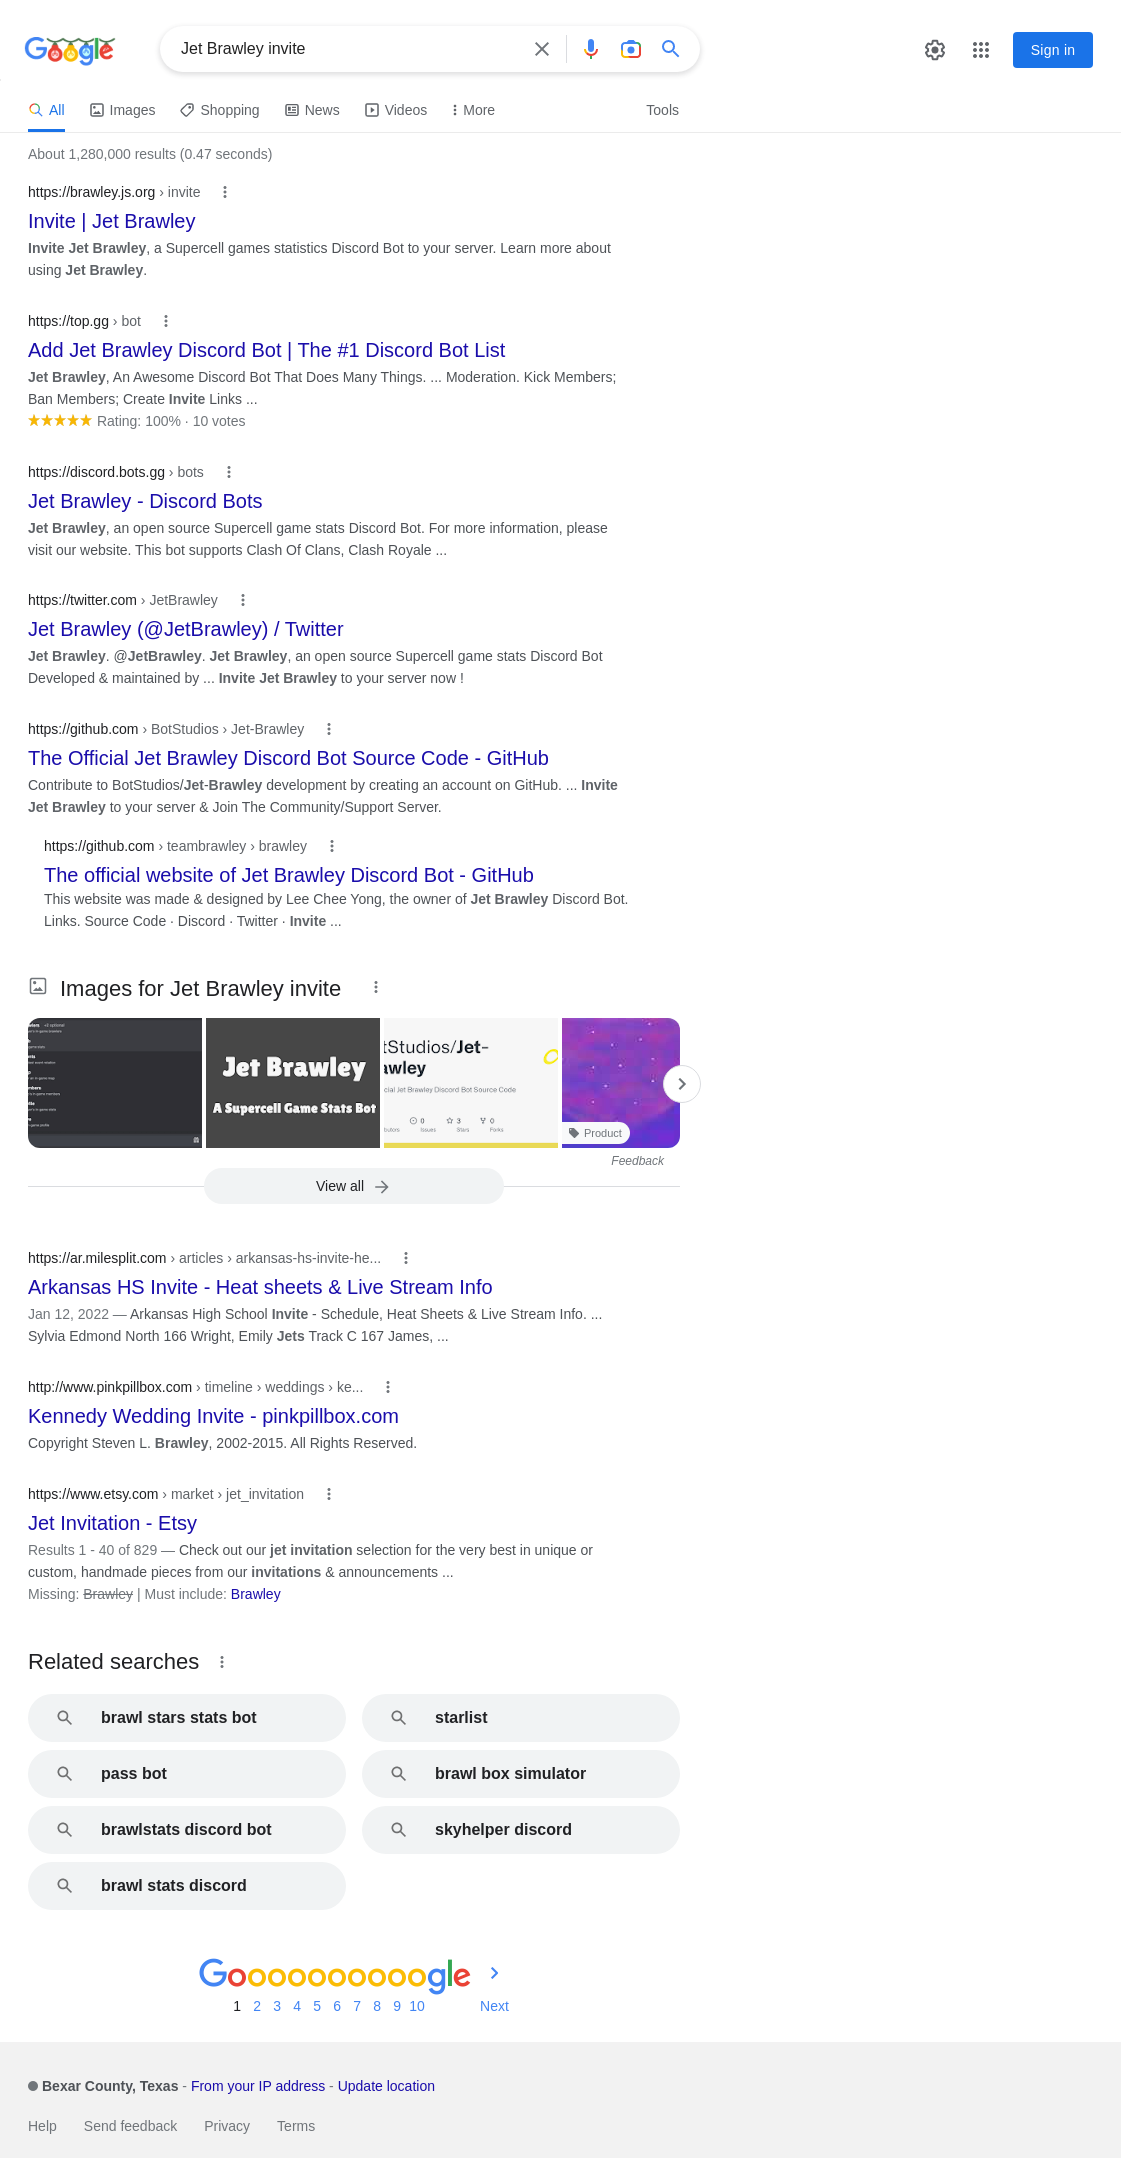 Google
Jet Brawley invite
Sign in
All
Images
Shopping
News
Videos
More
Tools
About 1,280,000 results (0.47 seconds)
https://brawley.js.org › invite
Invite | Jet Brawley
Invite Jet Brawley, a Supercell games statistics Discord Bot to your server. Learn more about
using Jet Brawley.
https://top.gg › bot
Add Jet Brawley Discord Bot | The #1 Discord Bot List
Jet Brawley, An Awesome Discord Bot That Does Many Things. ... Moderation. Kick Members;
Ban Members; Create Invite Links ...
Rating: 100% · 10 votes
https://discord.bots.gg › bots
Jet Brawley - Discord Bots
Jet Brawley, an open source Supercell game stats Discord Bot. For more information, please
visit our website. This bot supports Clash Of Clans, Clash Royale ...
https://twitter.com › JetBrawley
Jet Brawley (@JetBrawley) / Twitter
Jet Brawley. @JetBrawley. Jet Brawley, an open source Supercell game stats Discord Bot
Developed & maintained by ... Invite Jet Brawley to your server now !
https://github.com › BotStudios › Jet-Brawley
The Official Jet Brawley Discord Bot Source Code - GitHub
Contribute to BotStudios/Jet-Brawley development by creating an account on GitHub. ... Invite
Jet Brawley to your server & Join The Community/Support Server.
https://github.com › teambrawley › brawley
The official website of Jet Brawley Discord Bot - GitHub
This website was made & designed by Lee Chee Yong, the owner of Jet Brawley Discord Bot.
Links. Source Code · Discord · Twitter · Invite ...
Images for Jet Brawley invite
Jet Brawley
A Supercell Game Stats Bot
tStudios/Jet-
wley
cial Jet Brawley Discord Bot Source Code
0
3
0
Issues
Stars
Forks
Product
Feedback
View all
https://ar.milesplit.com › articles › arkansas-hs-invite-he...
Arkansas HS Invite - Heat sheets & Live Stream Info
Jan 12, 2022 — Arkansas High School Invite - Schedule, Heat Sheets & Live Stream Info. ...
Sylvia Edmond North 166 Wright, Emily Jets Track C 167 James, ...
http://www.pinkpillbox.com › timeline › weddings › ke...
Kennedy Wedding Invite - pinkpillbox.com
Copyright Steven L. Brawley, 2002-2015. All Rights Reserved.
https://www.etsy.com › market › jet_invitation
Jet Invitation - Etsy
Results 1 - 40 of 829 — Check out our jet invitation selection for the very best in unique or
custom, handmade pieces from our invitations & announcements ...
Missing: Brawley | Must include: Brawley
Related searches
brawl stars stats bot
starlist
pass bot
brawl box simulator
brawlstats discord bot
skyhelper discord
brawl stats discord
Goooooooooogle
1 2 3 4 5 6 7 8 9 10 Next
Bexar County, Texas - From your IP address - Update location
Help
Send feedback
Privacy
Terms